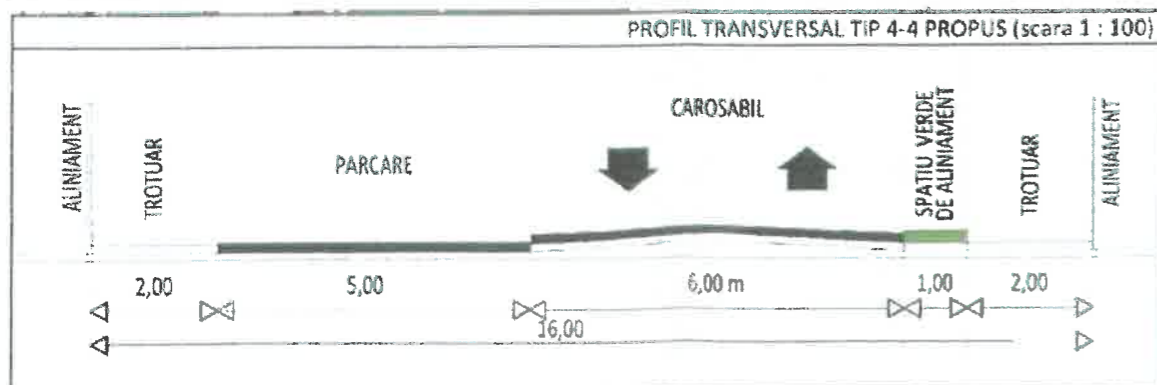 PROFIL TRANSVERSAL TIP 4-4 PROPUS (scara 1 : 100)
ALINIAMENT
TROTUAR
PARCARE
CAROSABIL
SPATIU VERDE
DE ALINIAMENT
TROTUAR
ALINIAMENT
2,00
5,00
6,00 m
1,00
2,00
16,00